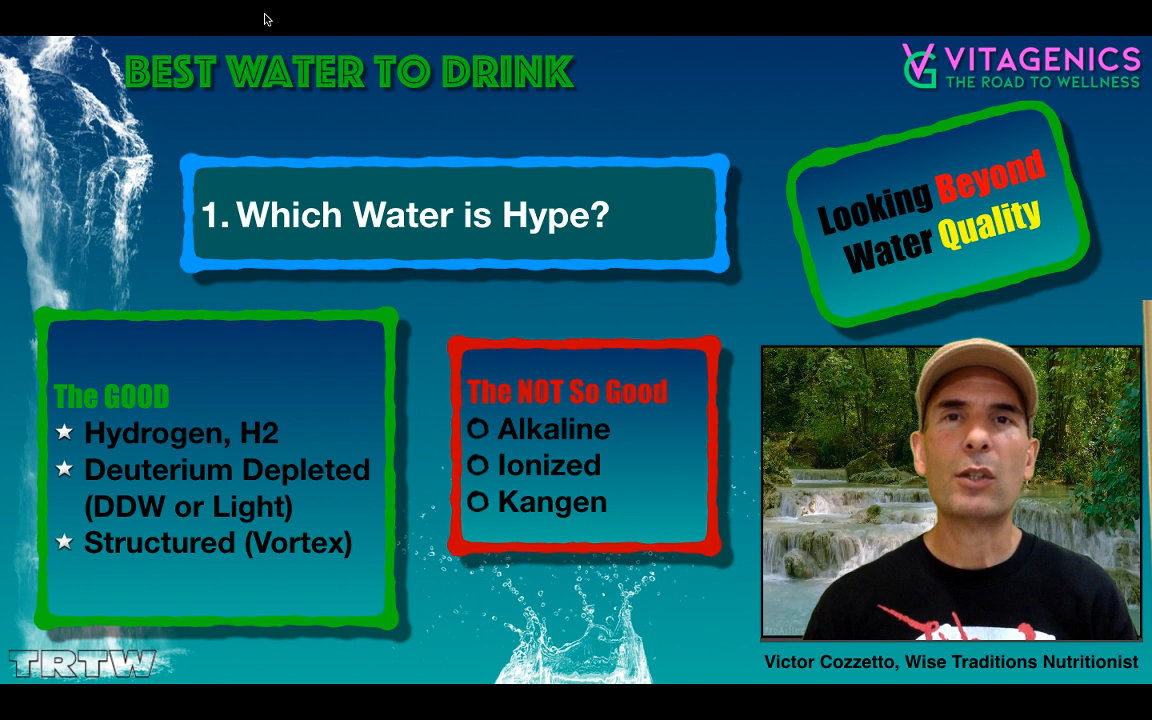 BEST WATER TO DRINK
VITAGENICS
THE ROAD TO WELLNESS
1. Which Water is Hype?
Looking Beyond
Water Quality
The GOOD
Hydrogen, H2
Deuterium Depleted
(DDW or Light)
Structured (Vortex)
The NOT So Good
Alkaline
Ionized
Kangen
TRTW
Victor Cozzetto, Wise Traditions Nutritionist